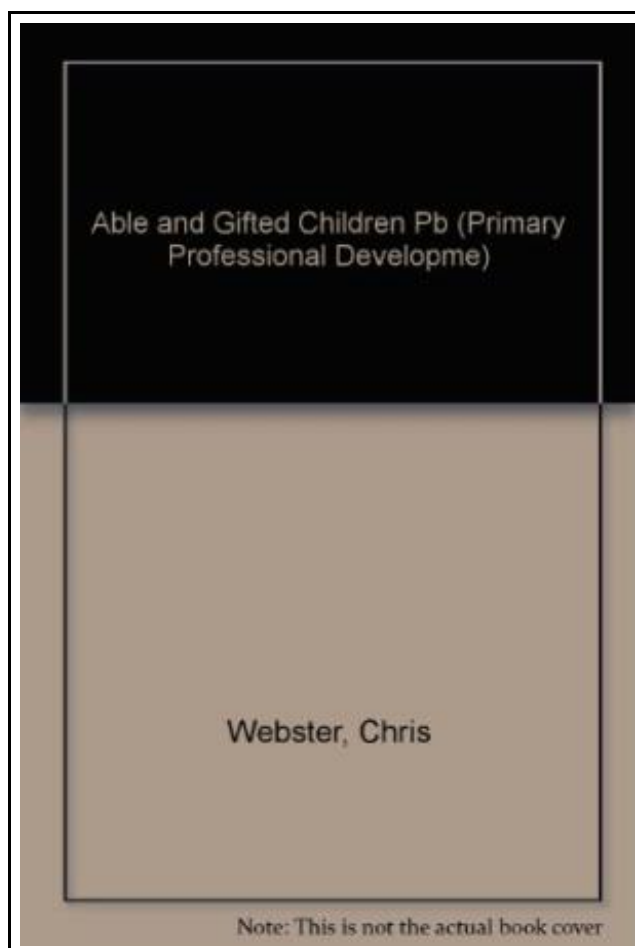 Able and Gifted Children Pb (Primary
Professional Developme)
Webster, Chris
Note: This is not the actual book cover